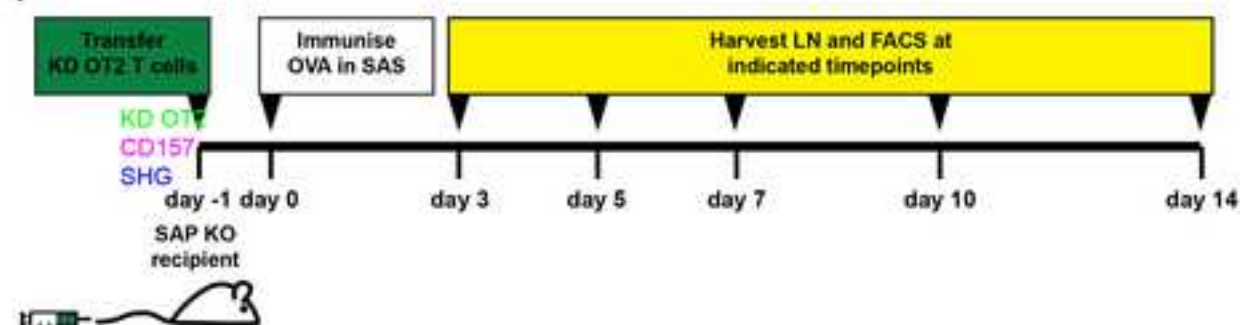 Transfer
KD OT2 T cells
Immunise
OVA in SAS
Harvest LN and FACS at
indicated timepoints
KD OT2
CD157
SHG
day -1 day 0 day 3 day 5 day 7 day 10 day 14
SAP KO
recipient